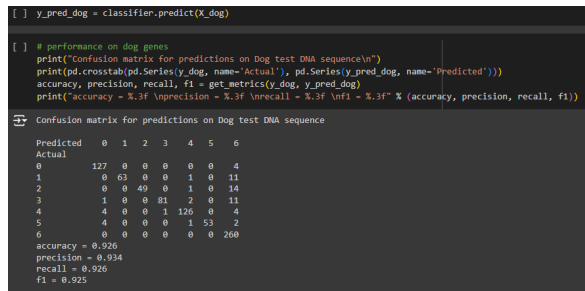 [ ] y_pred_dog = classifier.predict(X_dog)
[ ] # performance on dog genes
print("Confusion matrix for predictions on Dog test DNA sequence\n")
print(pd.crosstab(pd.Series(y_dog, name='Actual'), pd.Series(y_pred_dog, name='Predicted')))
accuracy, precision, recall, f1 = get_metrics(y_dog, y_pred_dog)
print("accuracy = %.3f \nprecision = %.3f \nrecall = %.3f \nf1 = %.3f" % (accuracy, precision, recall, f1))
Confusion matrix for predictions on Dog test DNA sequence
Predicted 0 1 2 3 4 5 6
Actual
0 127 0 0 0 0 0 4
1 0 63 0 0 1 0 11
2 0 0 49 0 1 0 14
3 1 0 0 81 2 0 11
4 4 0 0 1 126 0 4
5 4 0 0 0 1 53 2
6 0 0 0 0 0 0 260
accuracy = 0.926
precision = 0.934
recall = 0.926
f1 = 0.925